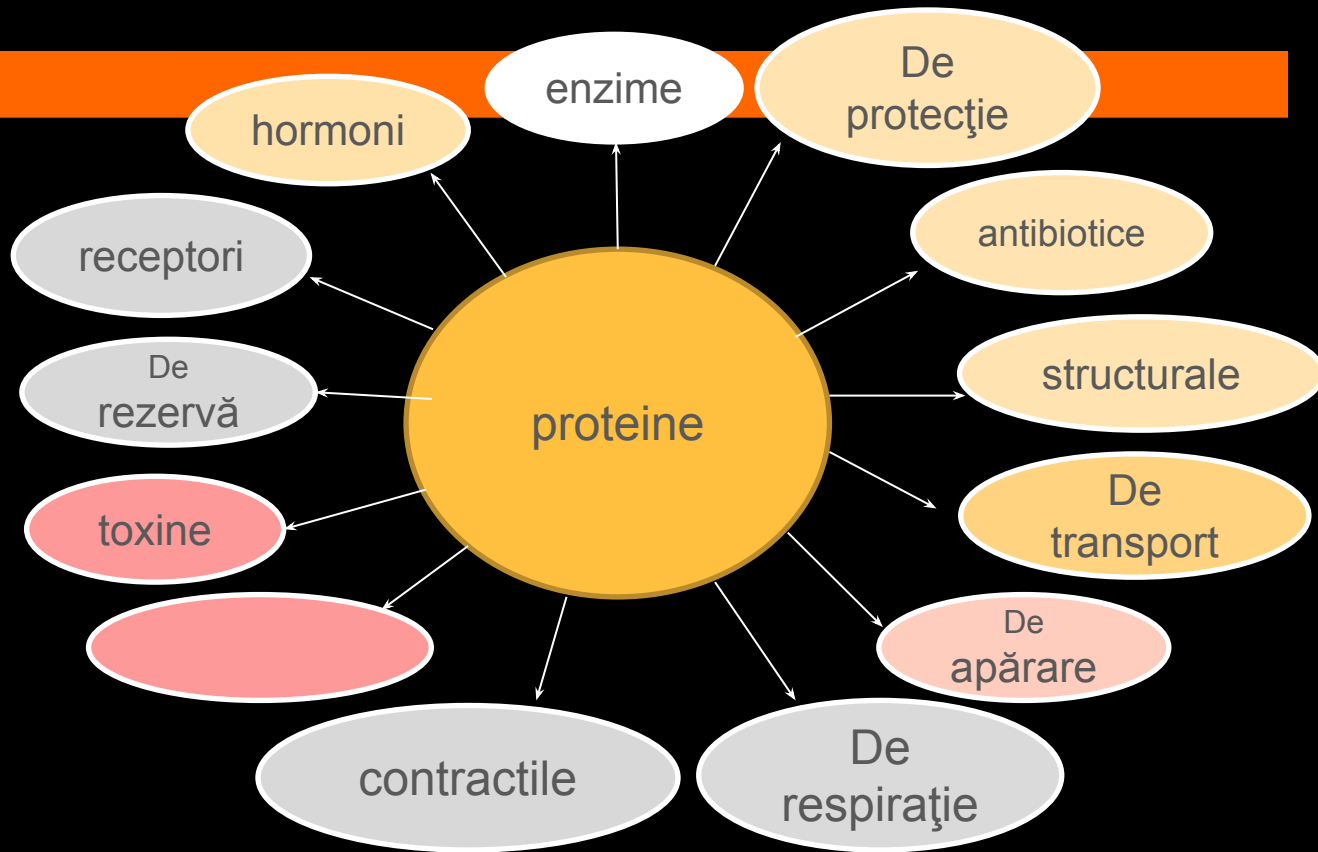 enzime
De
protecţie
hormoni
antibiotice
receptori
structurale
De
rezervă
proteine
De
transport
toxine
De
apărare
contractile
De
respiraţie